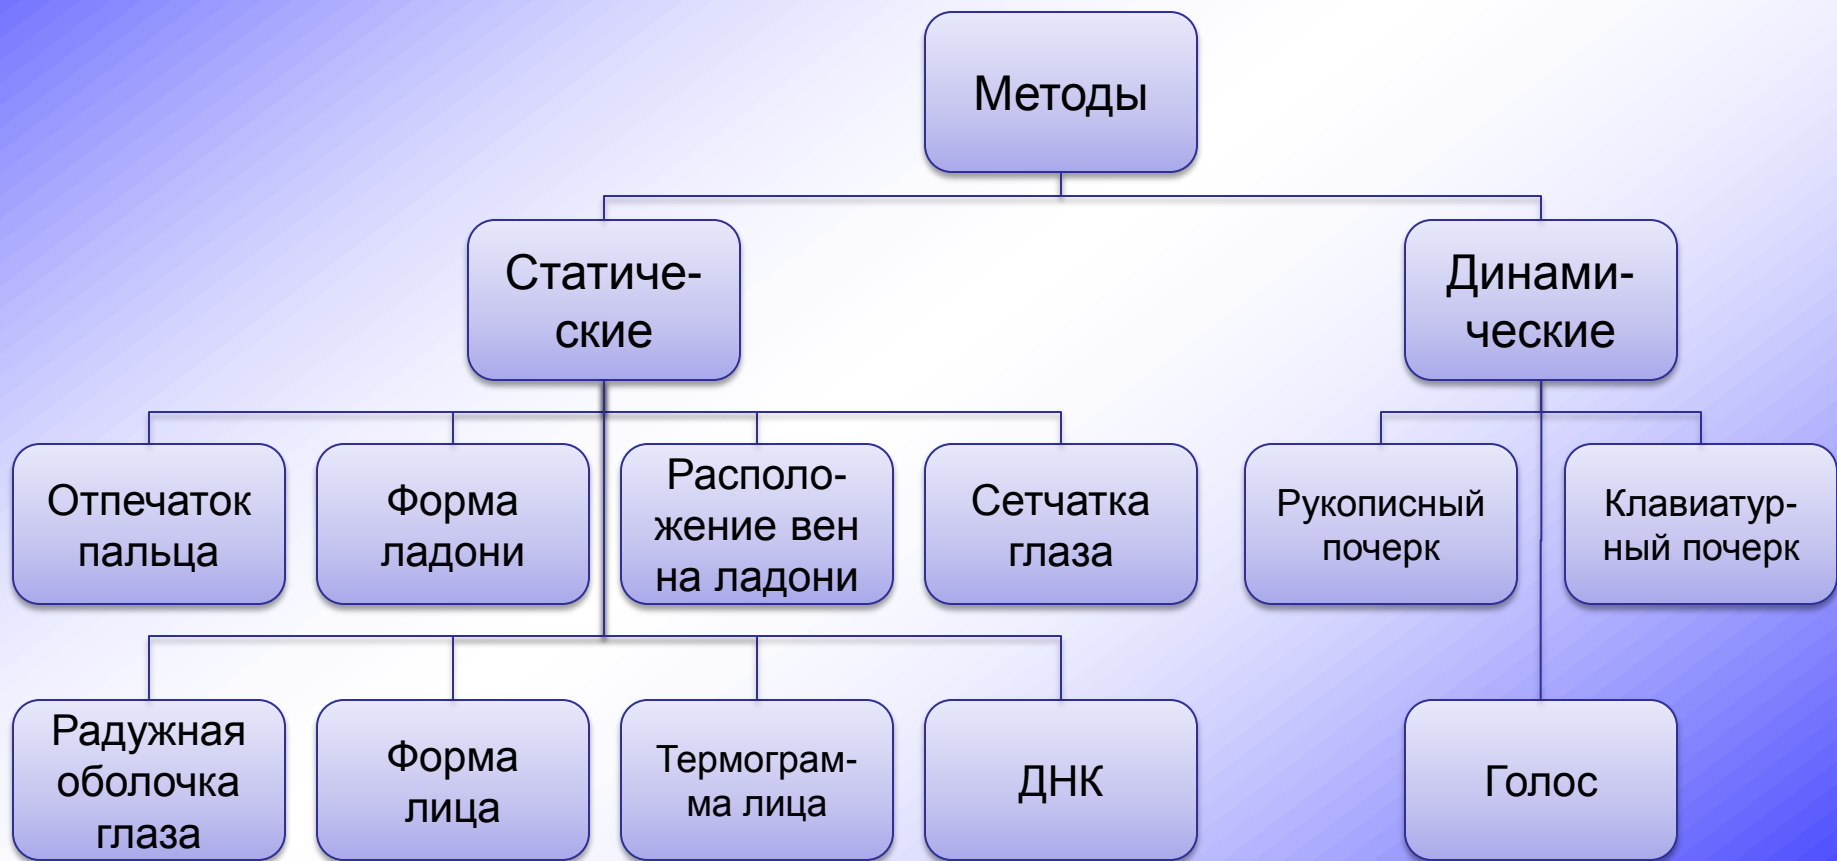 Методы
Статиче-
ские
Динами-
ческие
Отпечаток
пальца
Форма
ладони
Располо-
жение вен
на ладони
Сетчатка
глаза
Рукописный
почерк
Клавиатур-
ный почерк
Радужная
оболочка
глаза
Форма
лица
Термограм-
ма лица
ДНК
Голос